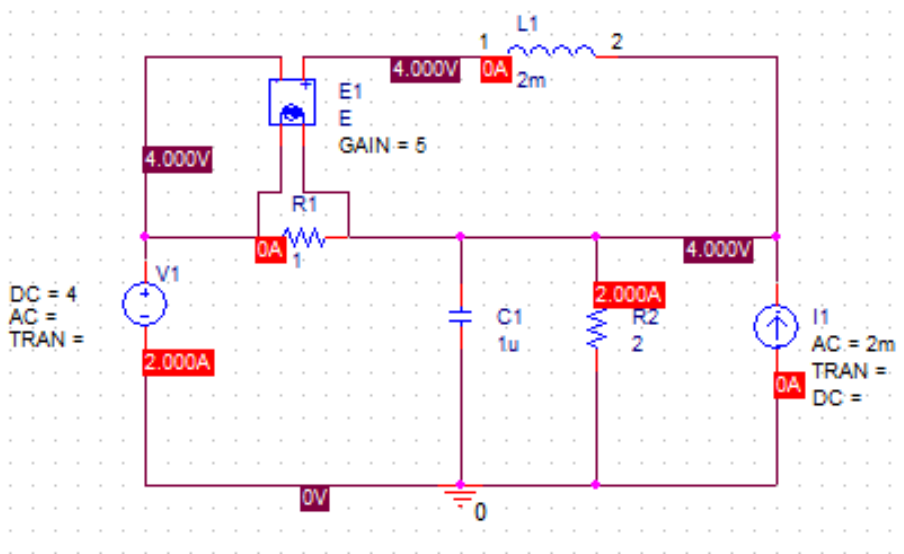 L1
1
2
4.000V
0A
2m
E1
E
GAIN = 5
4.000V
R1
0A
1
4.000V
V1
DC = 4
AC =
TRAN =
2.000A
2.000A
C1
1u
R2
2
I1
AC = 2m
TRAN =
DC =
0A
0V
0